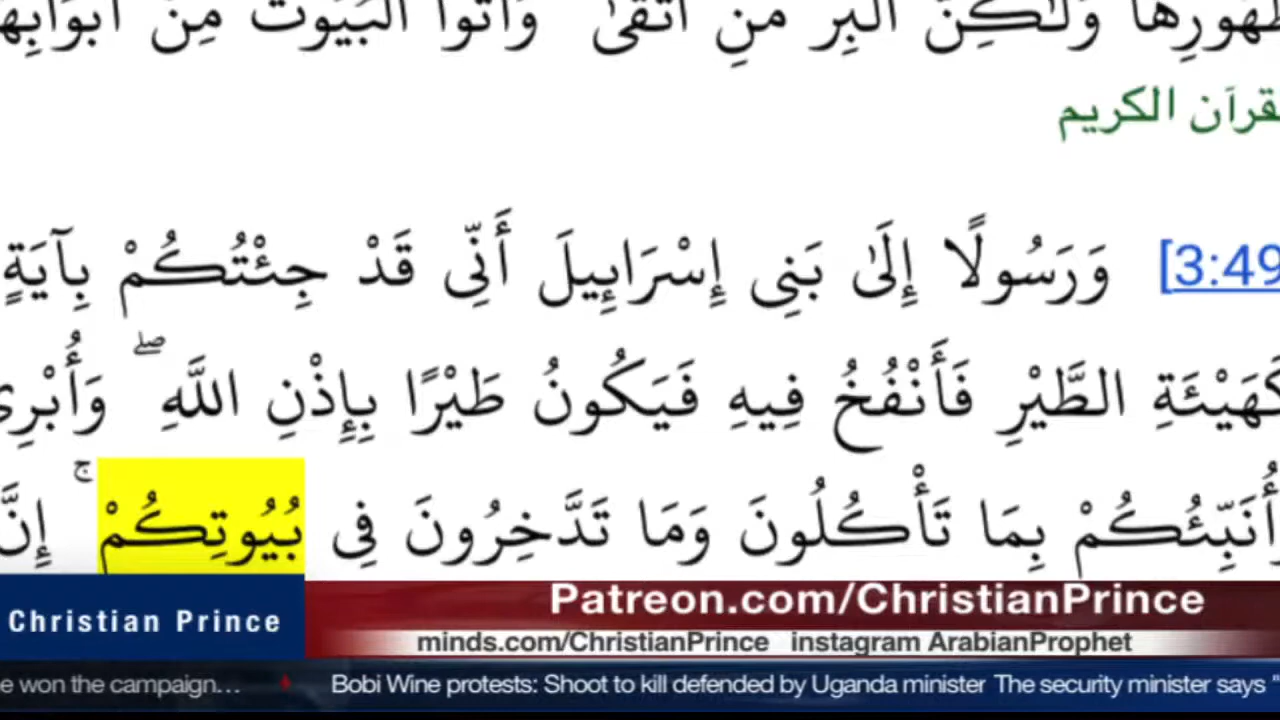 ظُهُورِهَا وَلَٰكِنَّ الْبِرَّ مَنِ اتَّقَىٰ وَأْتُوا الْبُيُوتَ مِنْ أَبْوَابِهَا
القرآن الكريم
[3:49 وَرَسُولًا إِلَىٰ بَنِي إِسْرَائِيلَ أَنِّي قَدْ جِئْتُكُمْ بِآيَةٍ
كَهَيْئَةِ الطَّيْرِ فَأَنْفُخُ فِيهِ فَيَكُونُ طَيْرًا بِإِذْنِ اللَّهِ ۖ وَأُبْرِئُ
وَأُنَبِّئُكُمْ بِمَا تَأْكُلُونَ وَمَا تَدَّخِرُونَ فِي بُيُوتِكُمْ ۚ إِنَّ
Patreon.com/ChristianPrince
Christian Prince
minds.com/ChristianPrince instagram ArabianProphet
e won the campaign... Bobi Wine protests: Shoot to kill defended by Uganda minister The security minister says "